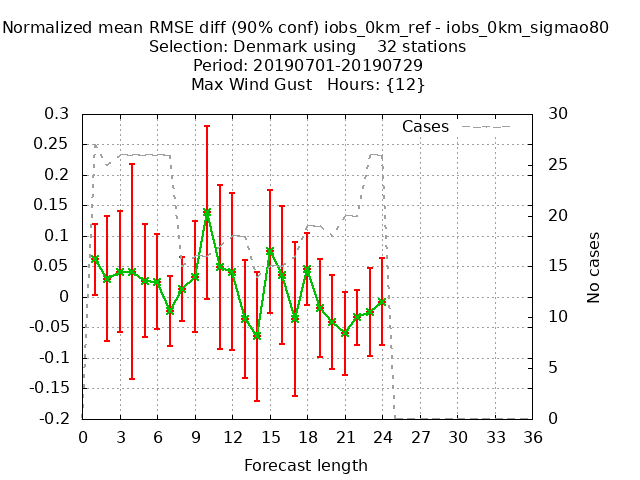 Normalized mean RMSE diff (90% conf) iobs_0km_ref - iobs_0km_sigmao80
Selection: Denmark using 32 stations
Period: 20190701-20190729
Max Wind Gust Hours: {12}
Cases
0.3
0.25
0.2
0.15
0.1
0.05
0
-0.05
-0.1
-0.15
-0.2
30
25
20
15
10
5
0
No cases
0 3 6 9 12 15 18 21 24 27 30 33 36
Forecast length